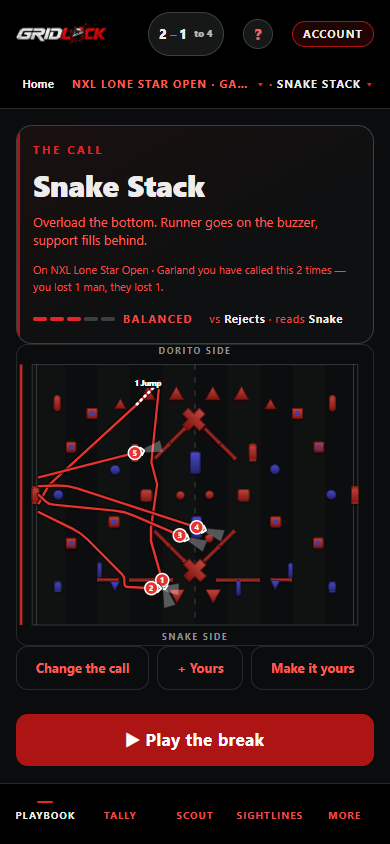 GRIDLOCK
2 – 1 to 4
?
ACCOUNT
Home
NXL LONE STAR OPEN · GA... ▾ · SNAKE STACK ▾
THE CALL
Snake Stack
Overload the bottom. Runner goes on the buzzer,
support fills behind.
On NXL Lone Star Open · Garland you have called this 2 times —
you lost 1 man, they lost 1.
BALANCED vs Rejects · reads Snake
DORITO SIDE
1 Jump
5
4
3
1
2
SNAKE SIDE
Change the call
+ Yours
Make it yours
▶ Play the break
PLAYBOOK
TALLY
SCOUT
SIGHTLINES
MORE